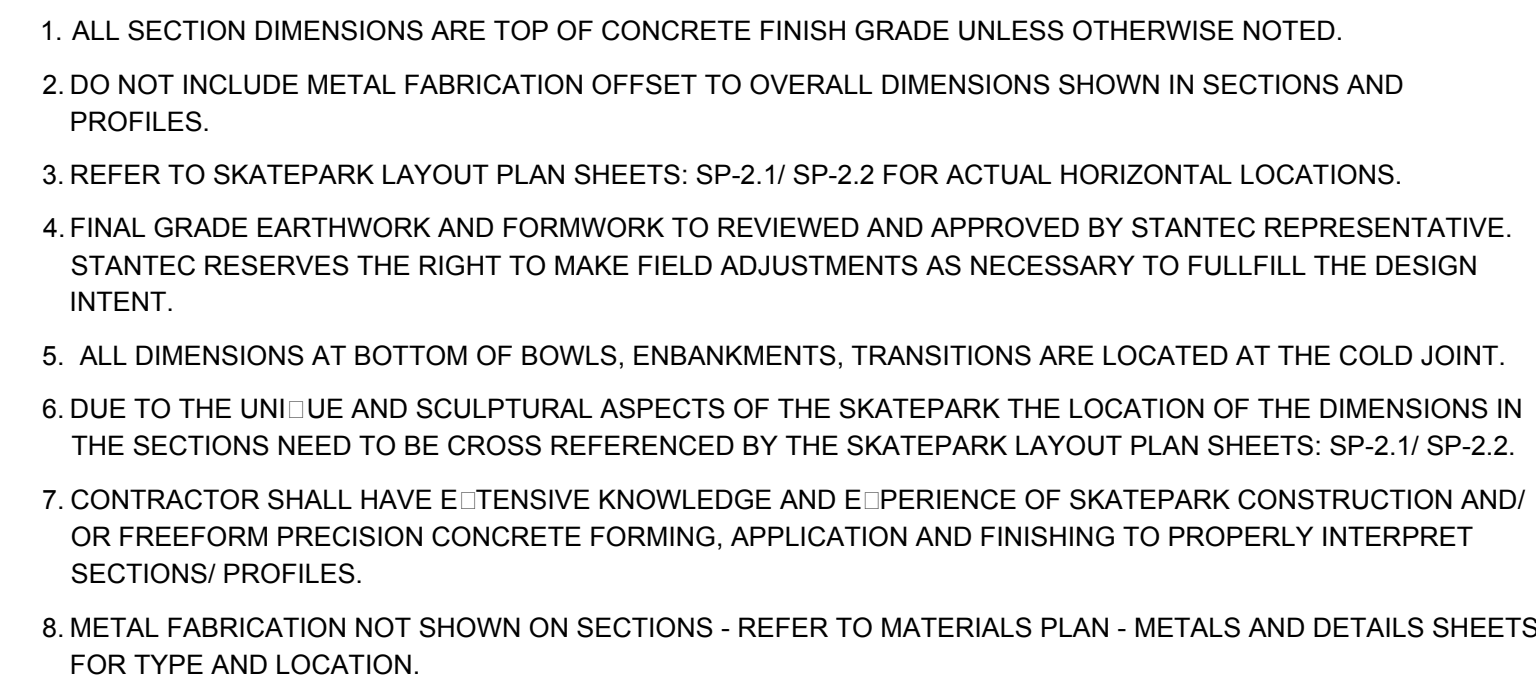 1. ALL SECTION DIMENSIONS ARE TOP OF CONCRETE FINISH GRADE UNLESS OTHERWISE NOTED.
2. DO NOT INCLUDE METAL FABRICATION OFFSET TO OVERALL DIMENSIONS SHOWN IN SECTIONS AND
PROFILES.
3. REFER TO SKATEPARK LAYOUT PLAN SHEETS: SP-2.1/ SP-2.2 FOR ACTUAL HORIZONTAL LOCATIONS.
4. FINAL GRADE EARTHWORK AND FORMWORK TO REVIEWED AND APPROVED BY STANTEC REPRESENTATIVE.
STANTEC RESERVES THE RIGHT TO MAKE FIELD ADJUSTMENTS AS NECESSARY TO FULLFILL THE DESIGN
INTENT.
5. ALL DIMENSIONS AT BOTTOM OF BOWLS, ENBANKMENTS, TRANSITIONS ARE LOCATED AT THE COLD JOINT.
6. DUE TO THE UNI□UE AND SCULPTURAL ASPECTS OF THE SKATEPARK THE LOCATION OF THE DIMENSIONS IN
THE SECTIONS NEED TO BE CROSS REFERENCED BY THE SKATEPARK LAYOUT PLAN SHEETS: SP-2.1/ SP-2.2.
7. CONTRACTOR SHALL HAVE E□TENSIVE KNOWLEDGE AND E□PERIENCE OF SKATEPARK CONSTRUCTION AND/
OR FREEFORM PRECISION CONCRETE FORMING, APPLICATION AND FINISHING TO PROPERLY INTERPRET
SECTIONS/ PROFILES.
8. METAL FABRICATION NOT SHOWN ON SECTIONS - REFER TO MATERIALS PLAN - METALS AND DETAILS SHEETS
FOR TYPE AND LOCATION.